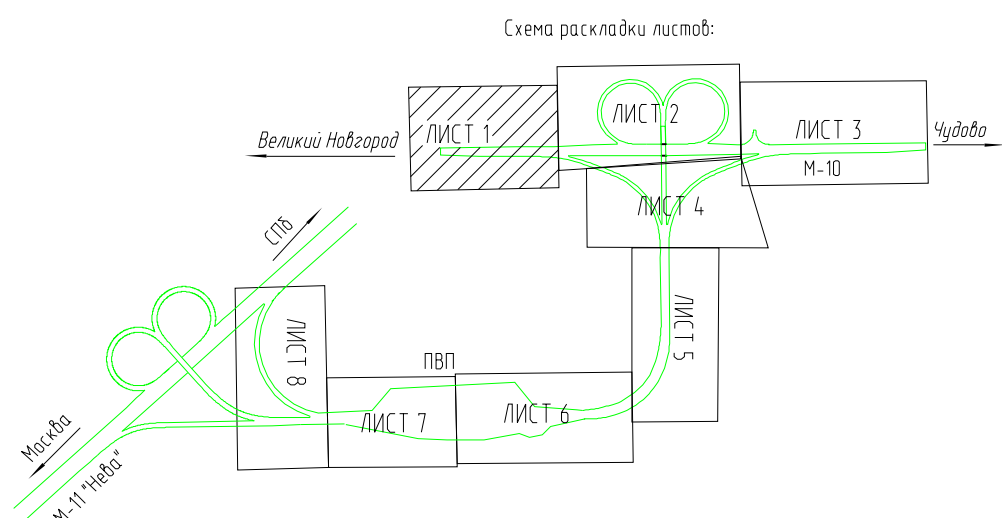 Схема раскладки листов:
Великий Новгород
ЛИСТ 1
ЛИСТ 2
ЛИСТ 3
Чудово
М-10
ЛИСТ 4
СПб
ЛИСТ 5
ЛИСТ 8
ПВП
ЛИСТ 7
ЛИСТ 6
Москва
М-11 "Нева"